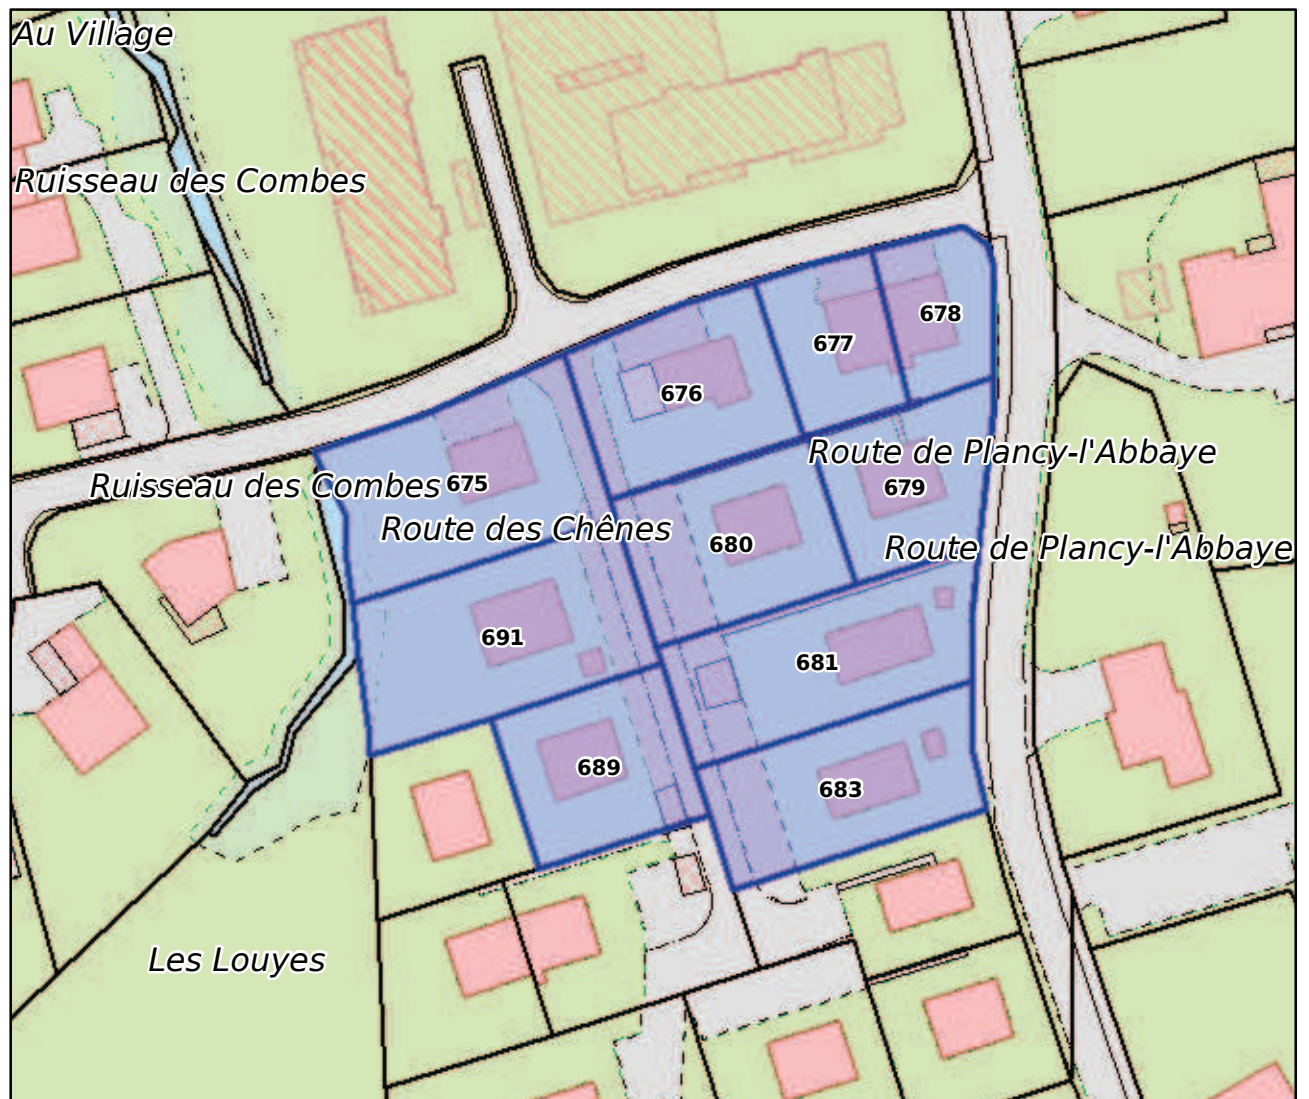 Au Village
Ruisseau des Combes
678
677
676
Route de Plancy-l'Abbaye
Ruisseau des Combes
675
679
Route des Chênes
680
Route de Plancy-l'Abbaye
691
681
689
683
Les Louyes